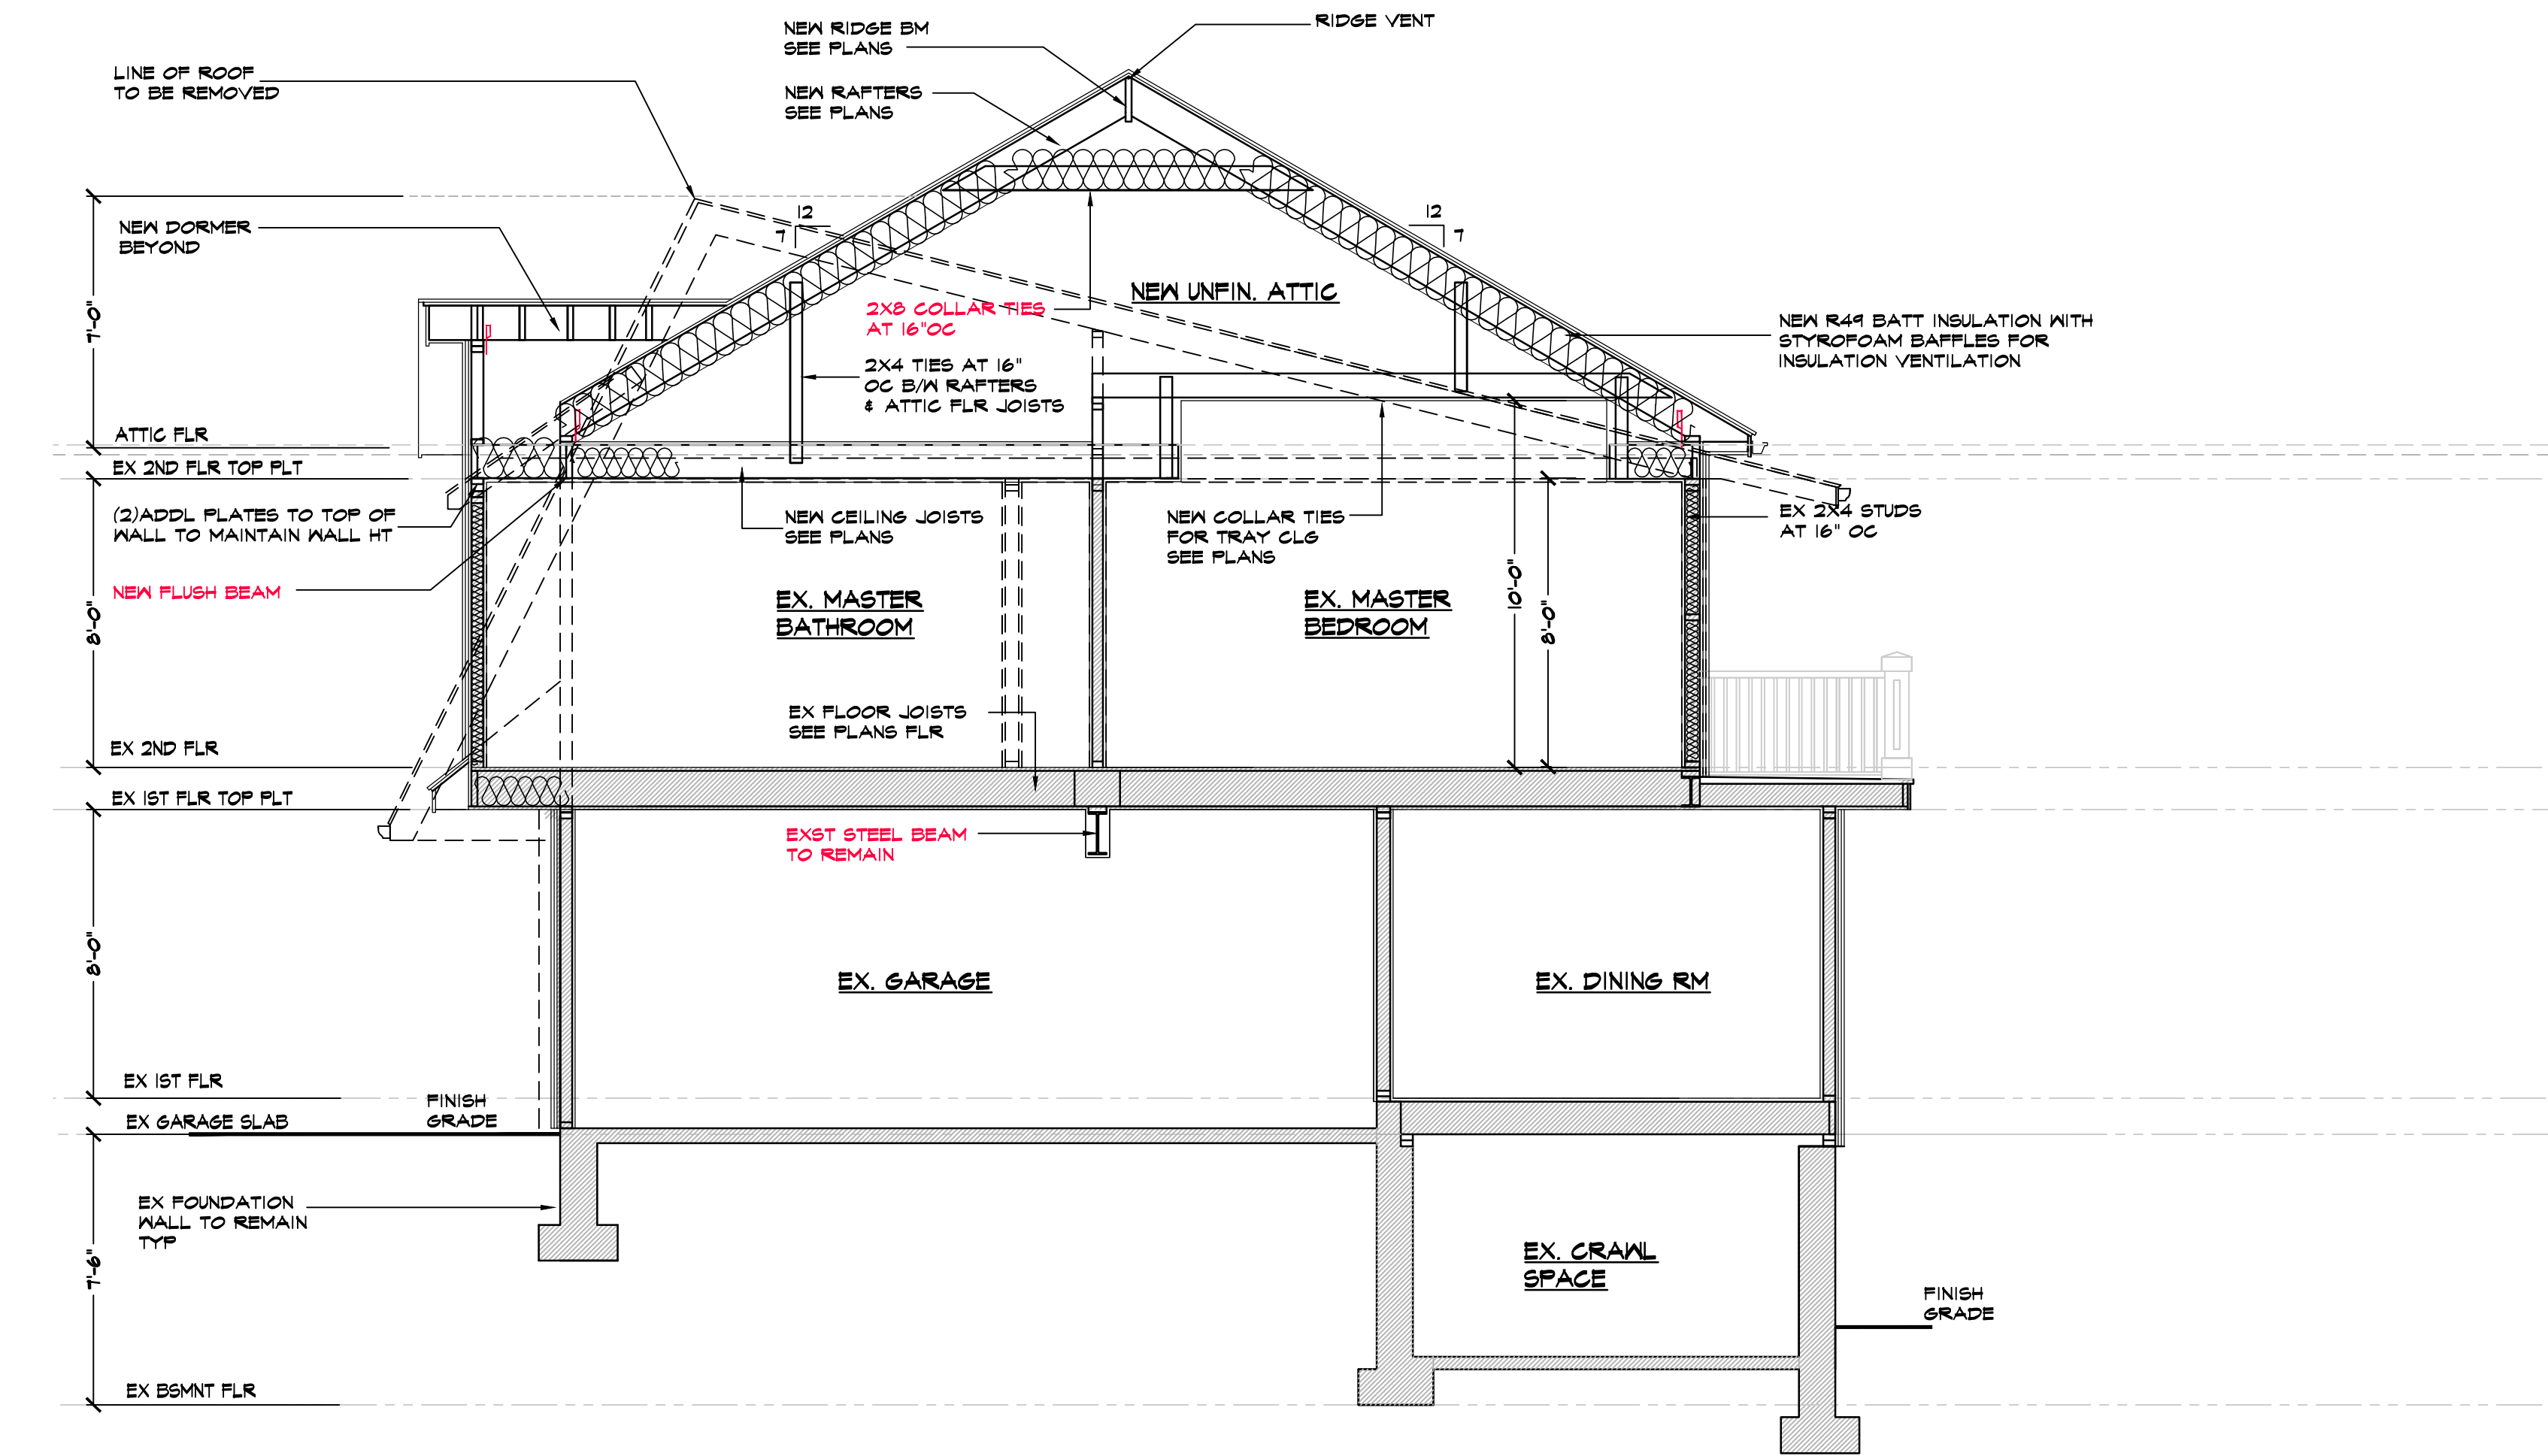 NEW RIDGE BM
SEE PLANS
RIDGE VENT
LINE OF ROOF
TO BE REMOVED
NEW RAFTERS
SEE PLANS
NEW DORMER
BEYOND
12
7
12
7
7'-0"
NEW UNFIN. ATTIC
2X8 COLLAR TIES
AT 16"OC
NEW R49 BATT INSULATION WITH
STYROFOAM BAFFLES FOR
INSULATION VENTILATION
2X4 TIES AT 16"
OC B/W RAFTERS
& ATTIC FLR JOISTS
ATTIC FLR
EX 2ND FLR TOP PLT
(2)ADDL PLATES TO TOP OF
WALL TO MAINTAIN WALL HT
NEW CEILING JOISTS
SEE PLANS
NEW COLLAR TIES
FOR TRAY CLG
SEE PLANS
EX 2X4 STUDS
AT 16" OC
NEW FLUSH BEAM
8'-0"
EX. MASTER
BATHROOM
EX. MASTER
BEDROOM
10'-0"
8'-0"
EX FLOOR JOISTS
SEE PLANS FLR
EX 2ND FLR
EX 1ST FLR TOP PLT
EXST STEEL BEAM
TO REMAIN
8'-0"
EX. GARAGE
EX. DINING RM
EX 1ST FLR
FINISH
GRADE
EX GARAGE SLAB
EX FOUNDATION
WALL TO REMAIN
TYP
7'-6"
EX. CRAWL
SPACE
FINISH
GRADE
EX BSMNT FLR